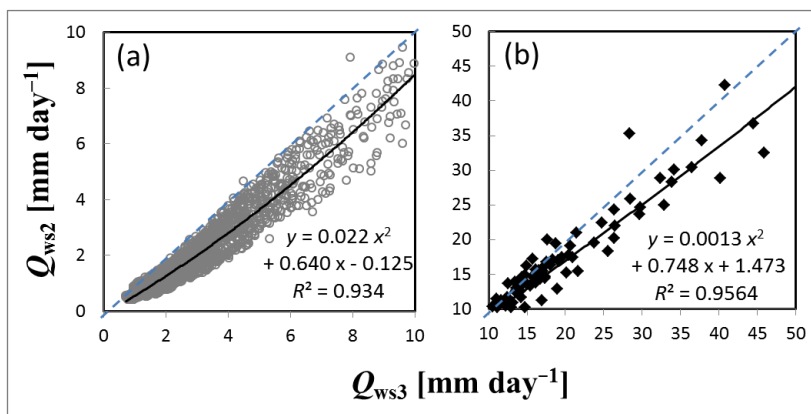 (a)
10
8
6
4
2
0
0 2 4 6 8 10
y = 0.022 x²
+ 0.640 x - 0.125
R² = 0.934
(b)
50
45
40
35
30
25
20
15
10
10 15 20 25 30 35 40 45 50
y = 0.0013 x²
+ 0.748 x + 1.473
R² = 0.9564
Qws2 [mm day⁻¹]
Qws3 [mm day⁻¹]